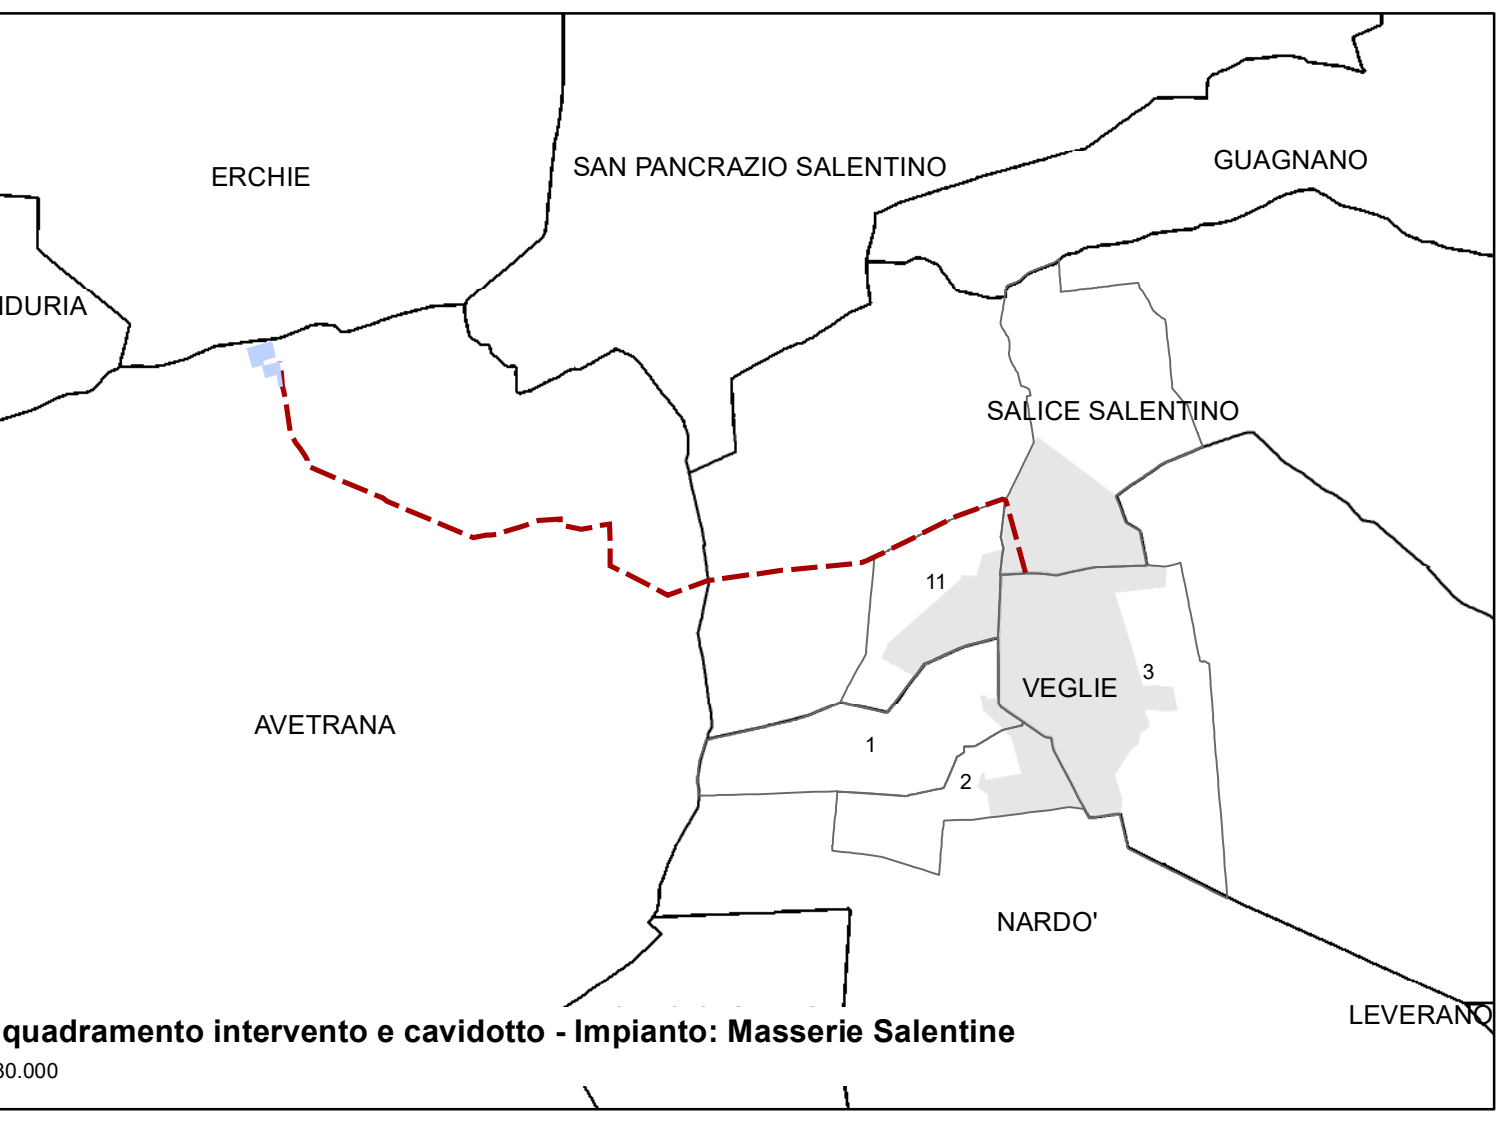 GUAGNANO
SAN PANCRAZIO SALENTINO
ERCHIE
IDURIA
SALICE SALENTINO
11
3
VEGLIE
AVETRANA
1
2
NARDO'
LEVERANO
quadramento intervento e cavidotto - Impianto: Masserie Salentine
30.000